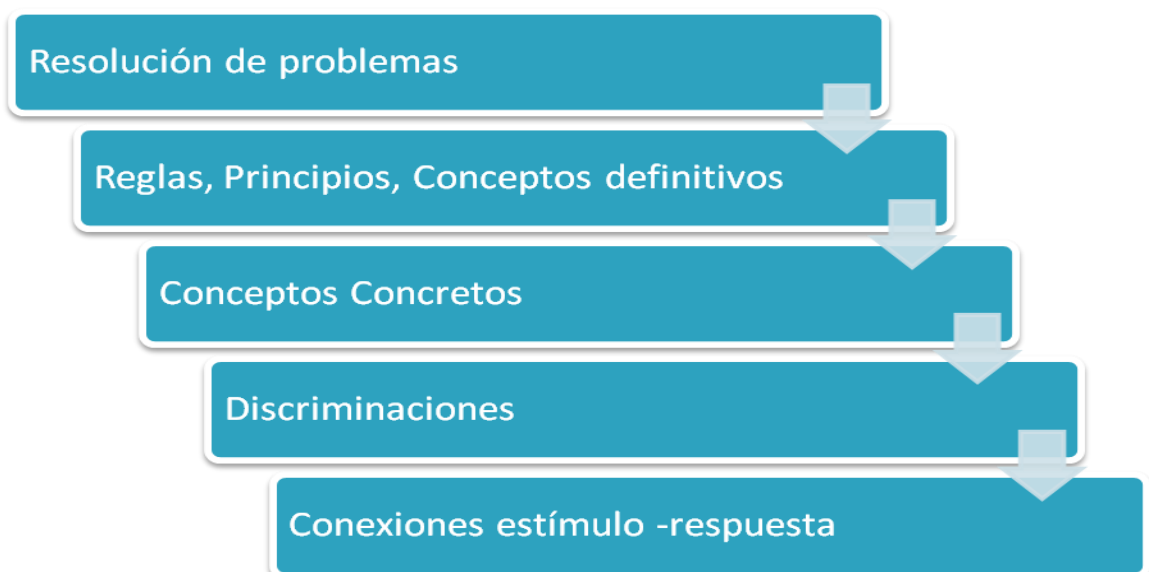 Resolución de problemas
Reglas, Principios, Conceptos definitivos
Conceptos Concretos
Discriminaciones
Conexiones estímulo -respuesta